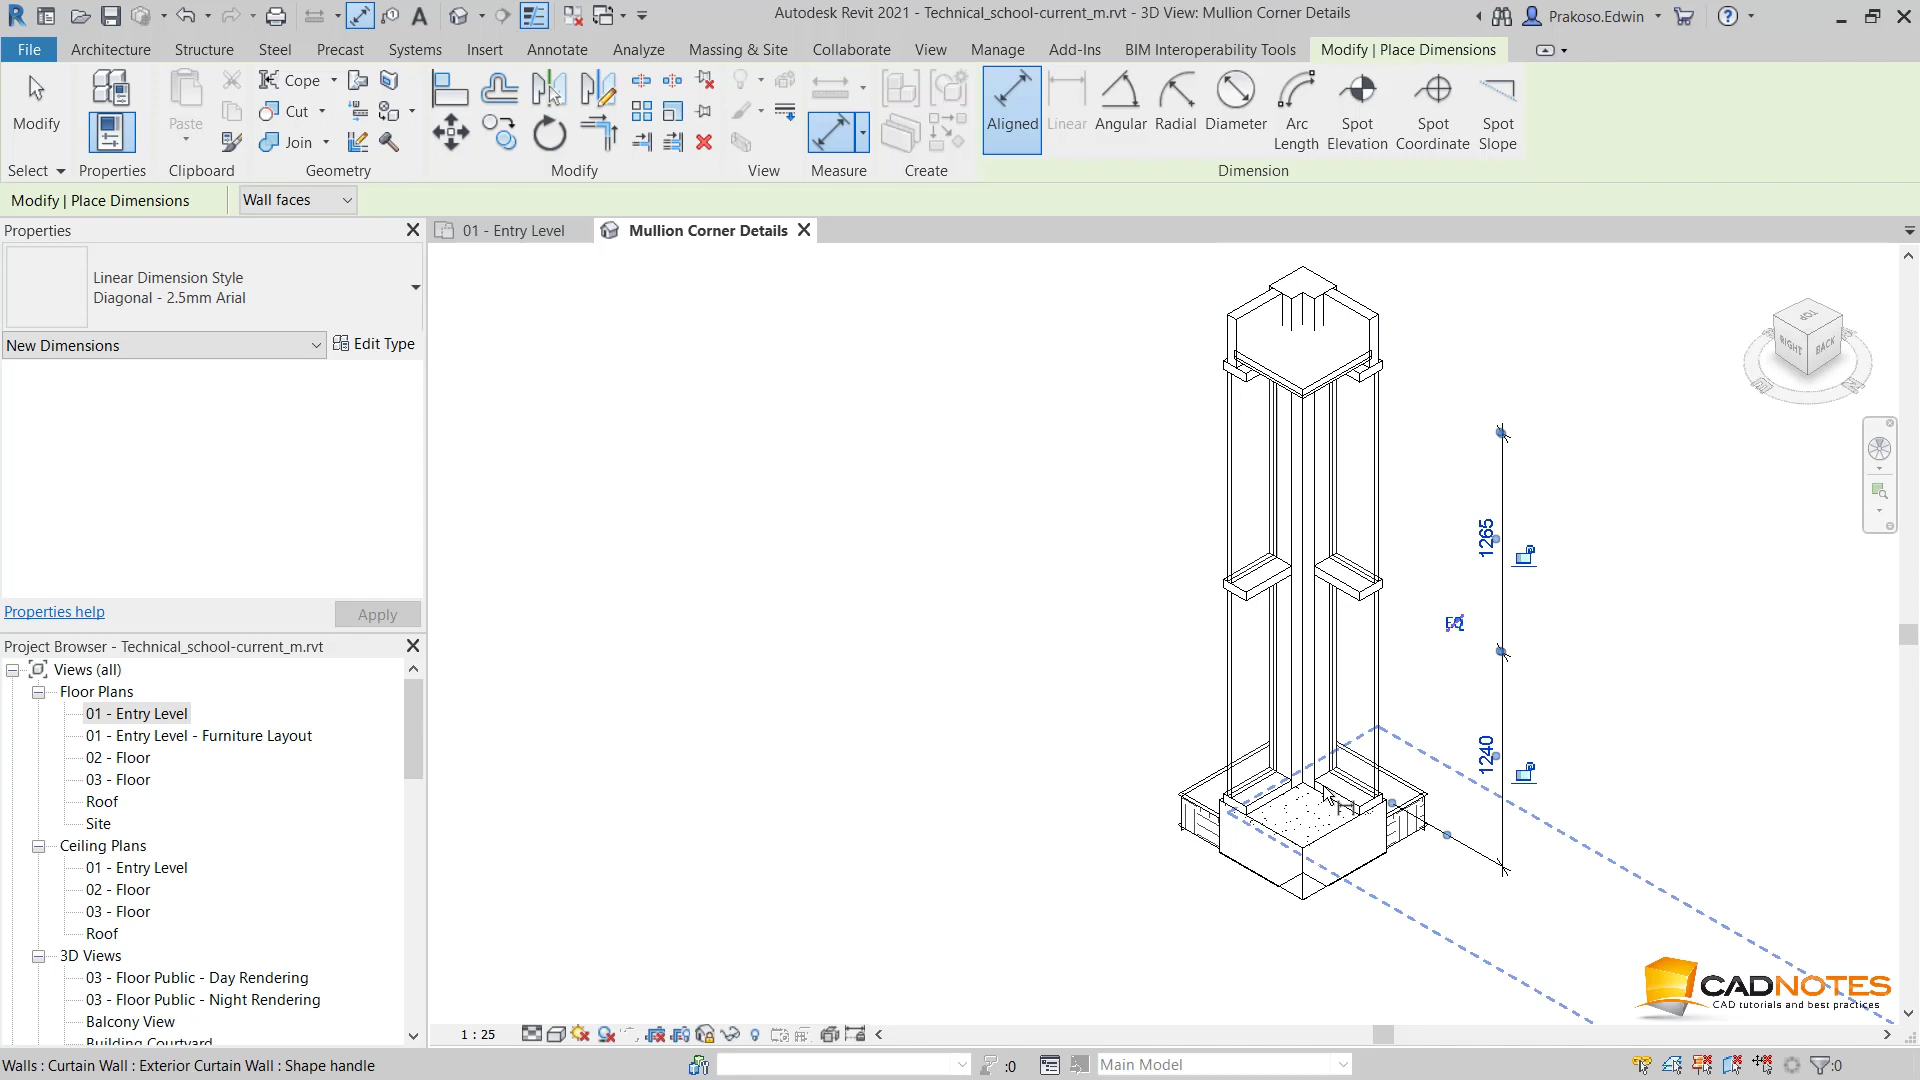 Autodesk Revit 2021 - Technical_school-current_m.rvt - 3D View: Mullion Corner Details
Prakoso.Edwin
File Architecture Structure Steel Precast Systems Insert Annotate Analyze Massing & Site Collaborate View Manage Add-Ins BIM Interoperability Tools Modify | Place Dimensions
Modify
Paste
Cope
Cut
Join
Aligned Linear Angular Radial Diameter Arc Length Spot Elevation Spot Coordinate Spot Slope
Select Properties Clipboard Geometry Modify View Measure Create Dimension
Modify | Place Dimensions Wall faces
Properties
01 - Entry Level Mullion Corner Details
Linear Dimension Style
Diagonal - 2.5mm Arial
New Dimensions Edit Type
Properties help Apply
Project Browser - Technical_school-current_m.rvt
Views (all)
Floor Plans
01 - Entry Level
01 - Entry Level - Furniture Layout
02 - Floor
03 - Floor
Roof
Site
Ceiling Plans
01 - Entry Level
02 - Floor
03 - Floor
Roof
3D Views
03 - Floor Public - Day Rendering
03 - Floor Public - Night Rendering
Balcony View
Building Courtyard
TOP
RIGHT BACK
1265
EQ
1240
CADNOTES
CAD tutorials and best practices
1 : 25
Walls : Curtain Wall : Exterior Curtain Wall : Shape handle
:0
Main Model
:0